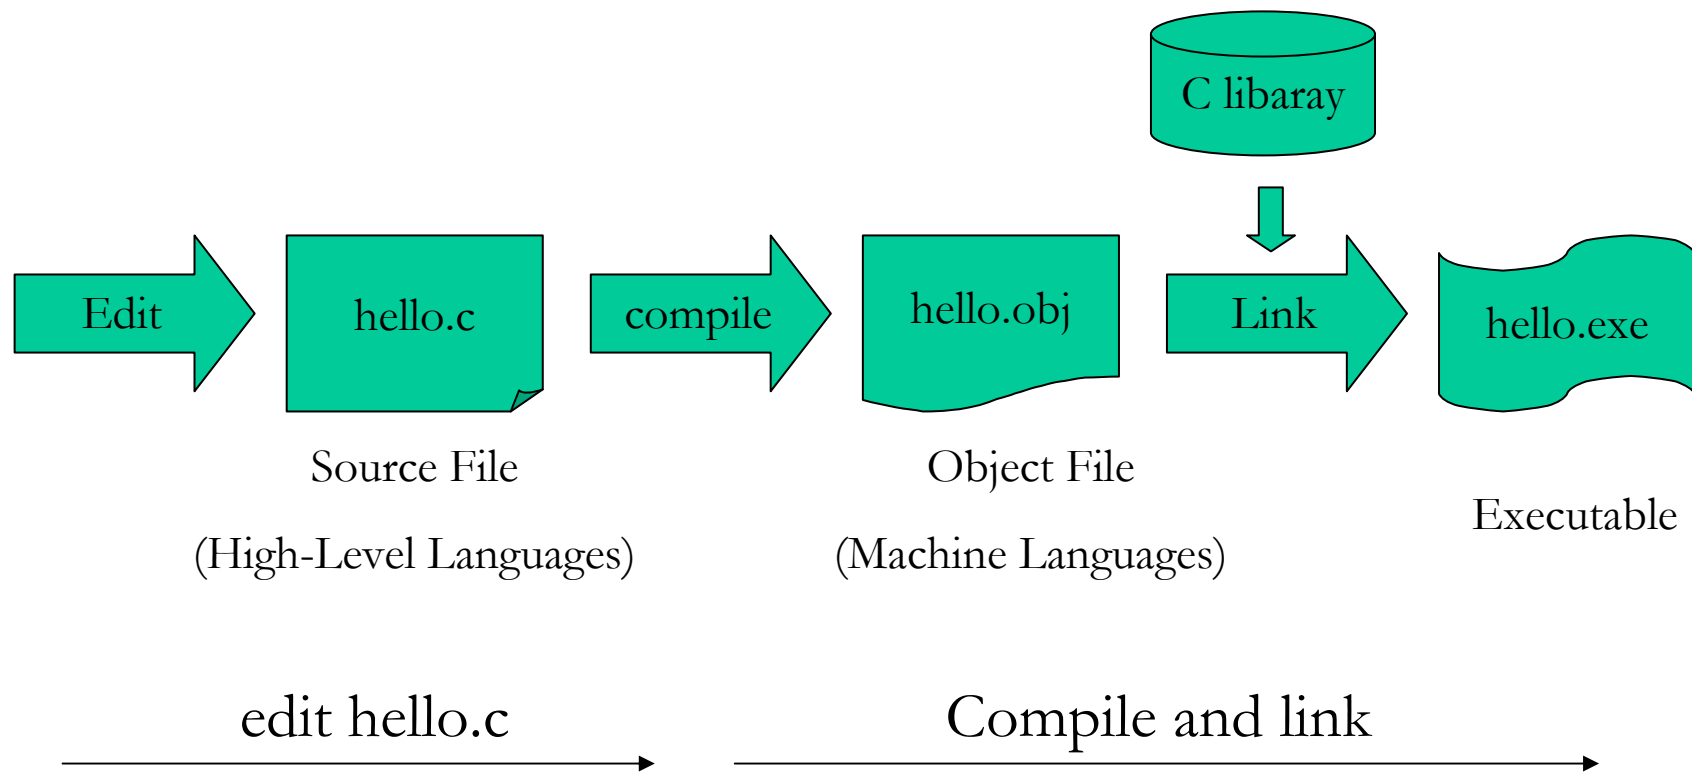 C libaray
Edit
hello.c
compile
hello.obj
Link
hello.exe
Source File
(High-Level Languages)
Object File
(Machine Languages)
Executable
edit hello.c
Compile and link